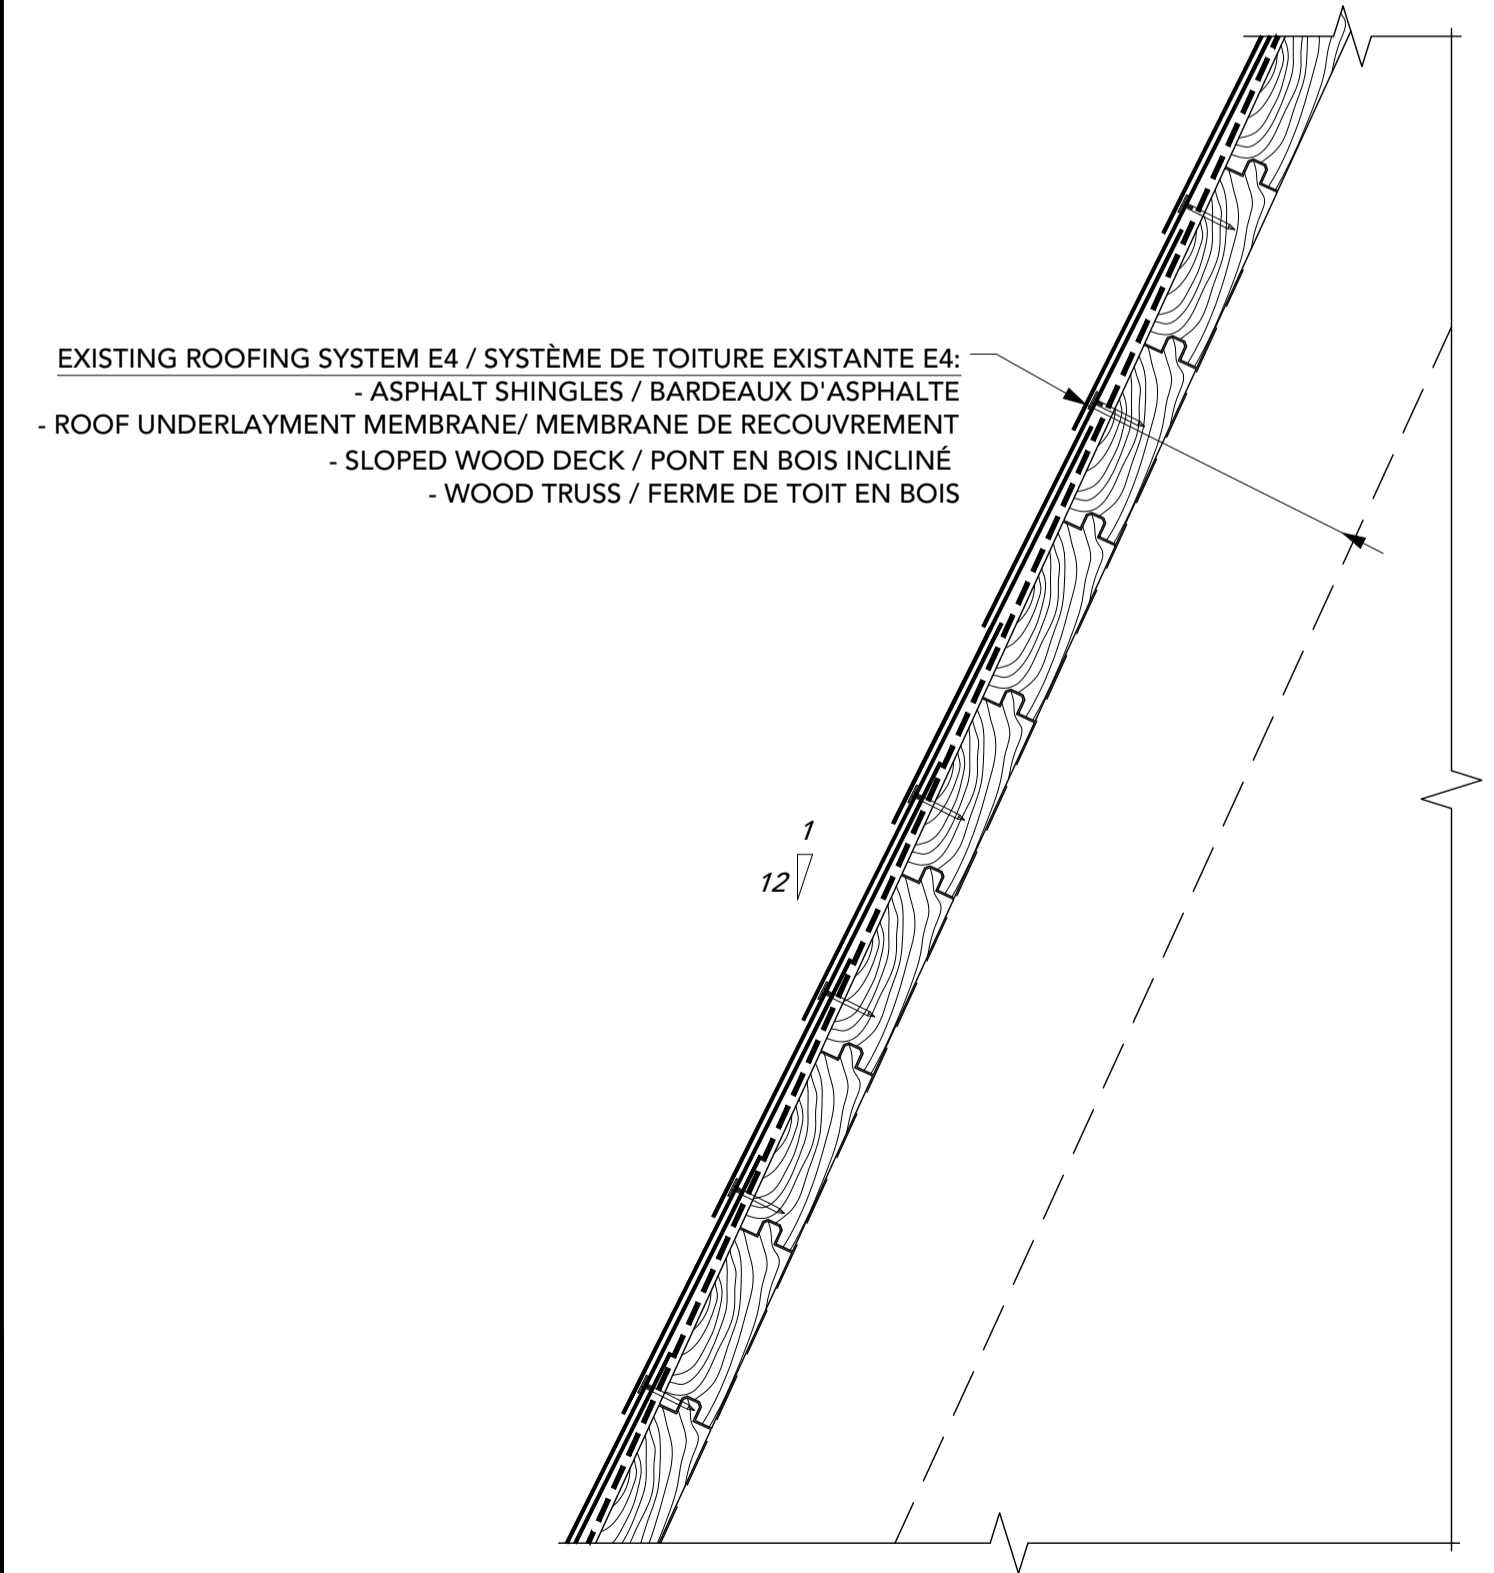 EXISTING ROOFING SYSTEM E4 / SYSTÈME DE TOITURE EXISTANTE E4:
- ASPHALT SHINGLES / BARDEAUX D'ASPHALTE
- ROOF UNDERLAYMENT MEMBRANE/ MEMBRANE DE RECOUVREMENT
- SLOPED WOOD DECK / PONT EN BOIS INCLINÉ
- WOOD TRUSS / FERME DE TOIT EN BOIS
1
12